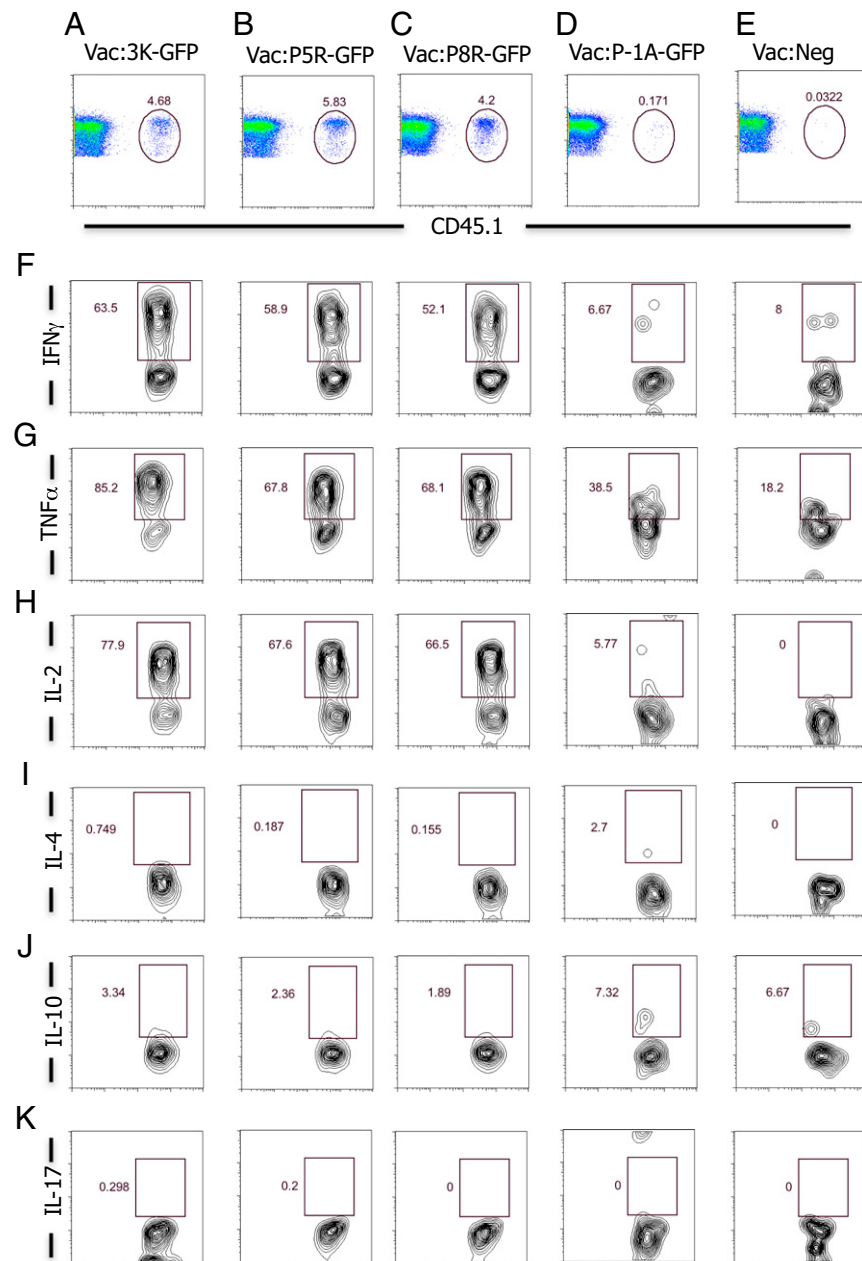 A B C D E
Vac:3K-GFP Vac:P5R-GFP Vac:P8R-GFP Vac:P-1A-GFP Vac:Neg
4.68 5.83 4.2 0.171 0.0322
CD45.1
F
IFNγ
63.5 58.9 52.1 6.67 8
G
TNFα
85.2 67.8 68.1 38.5 18.2
H
IL-2
77.9 67.6 66.5 5.77 0
I
IL-4
0.749 0.187 0.155 2.7 0
J
IL-10
3.34 2.36 1.89 7.32 6.67
K
IL-17
0.298 0.2 0 0 0